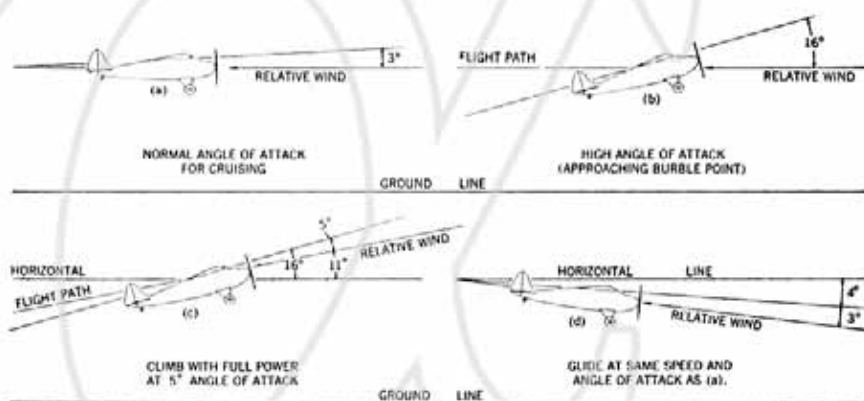 3°
RELATIVE WIND
(a)
NORMAL ANGLE OF ATTACK
FOR CRUISING
FLIGHT PATH
16°
RELATIVE WIND
(b)
HIGH ANGLE OF ATTACK
(APPROACHING BURBLE POINT)
GROUND LINE
5°
RELATIVE WIND
HORIZONTAL
16°
11°
FLIGHT PATH
(c)
CLIMB WITH FULL POWER
AT 5° ANGLE OF ATTACK
HORIZONTAL LINE
4°
3°
RELATIVE WIND
(d)
GLIDE AT SAME SPEED AND
ANGLE OF ATTACK AS (a).
GROUND LINE